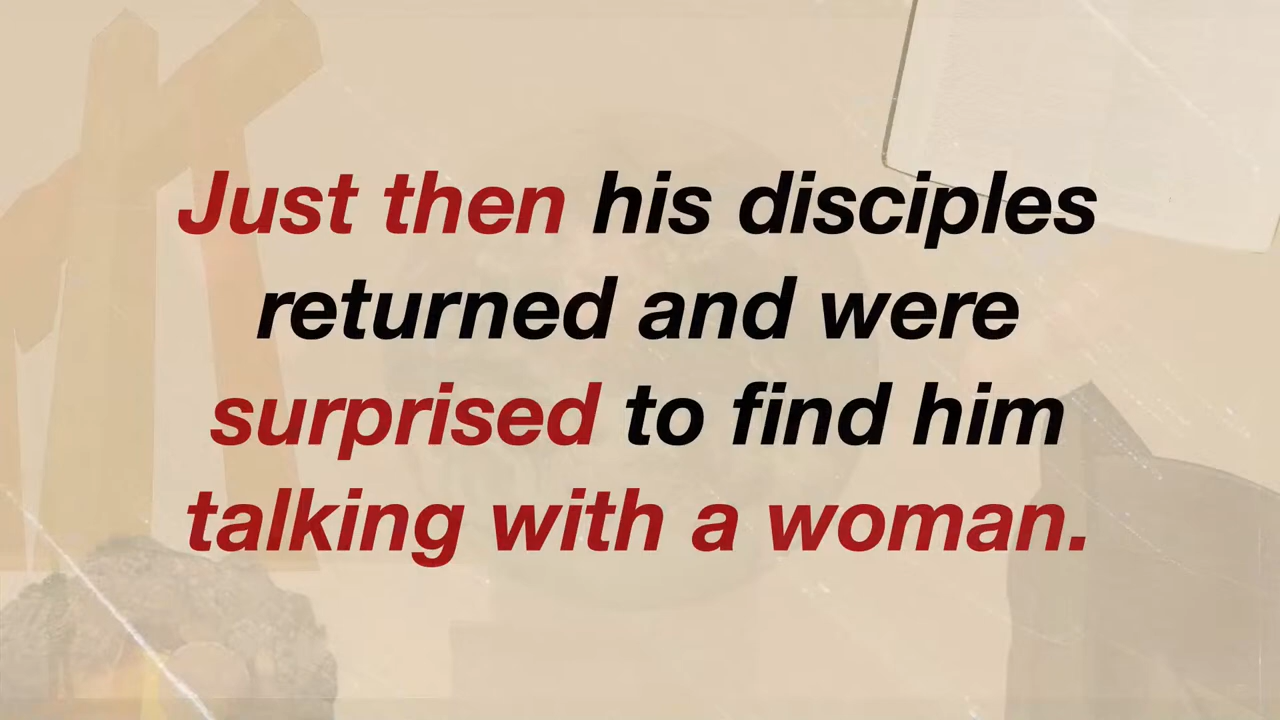 Just then his disciples
returned and were
surprised to find him
talking with a woman.